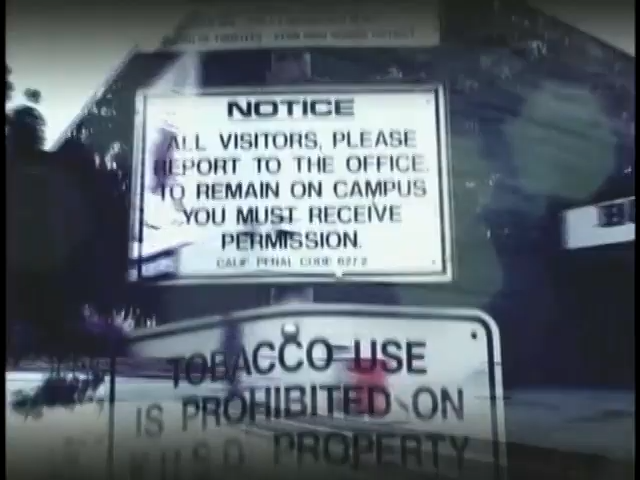 NOTICE
ALL VISITORS, PLEASE
REPORT TO THE OFFICE.
TO REMAIN ON CAMPUS
YOU MUST RECEIVE
PERMISSION.
CALIF. PENAL CODE 627.2
TOBACCO USE
IS PROHIBITED ON
PROPERTY